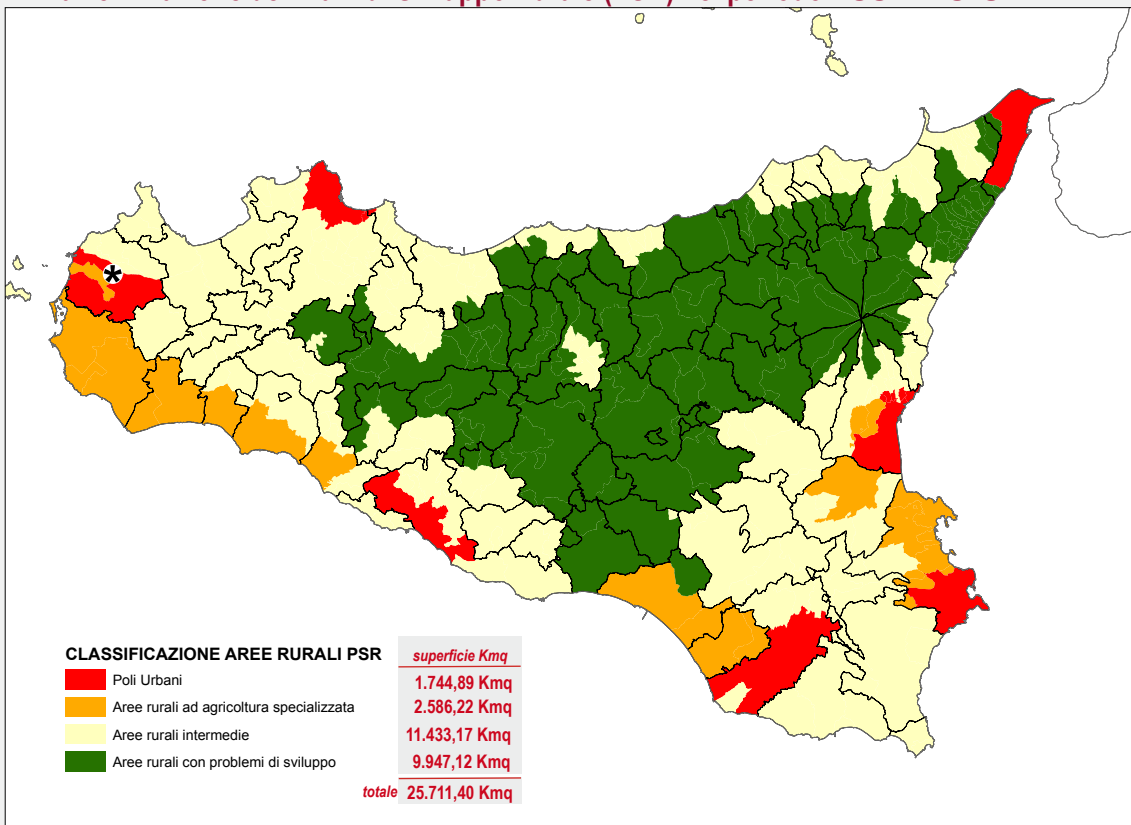 CLASSIFICAZIONE AREE RURALI PSR superficie Kmq
Poli Urbani 1.744,89 Kmq
Aree rurali ad agricoltura specializzata 2.586,22 Kmq
Aree rurali intermedie 11.433,17 Kmq
Aree rurali con problemi di sviluppo 9.947,12 Kmq
totale 25.711,40 Kmq